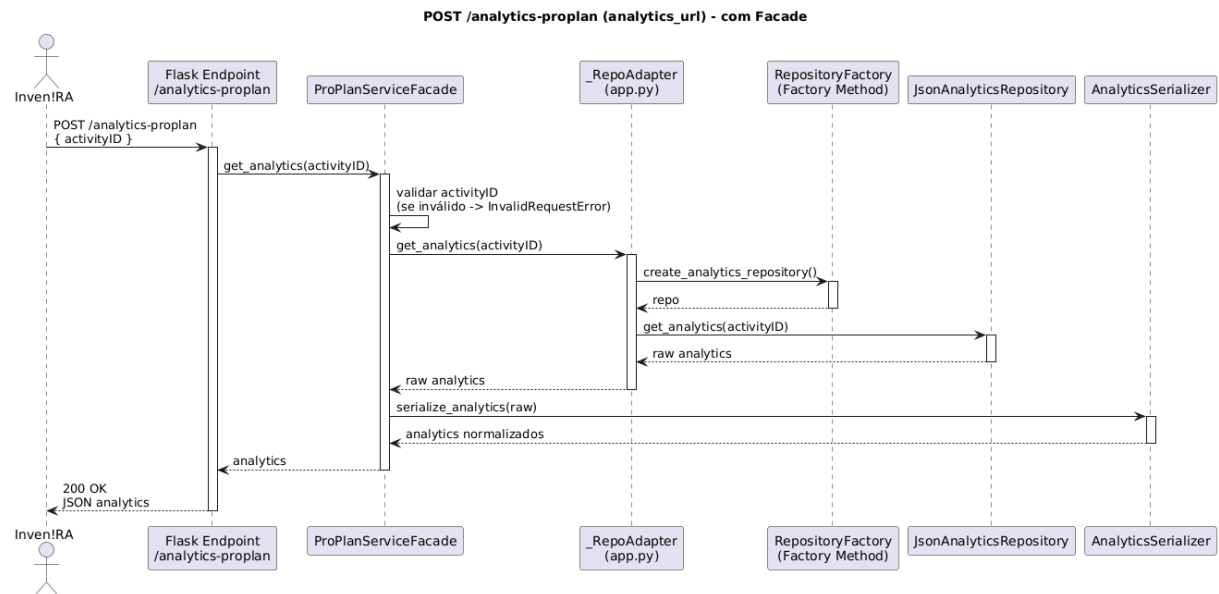 POST /analytics-proplan (analytics_url) - com Facade
Inven!RA
Flask Endpoint
/analytics-proplan
ProPlanServiceFacade
_RepoAdapter
(app.py)
RepositoryFactory
(Factory Method)
JsonAnalyticsRepository
AnalyticsSerializer
POST /analytics-proplan
{ activityID }
get_analytics(activityID)
validar activityID
(se inválido -> InvalidRequestError)
get_analytics(activityID)
create_analytics_repository()
repo
get_analytics(activityID)
raw analytics
raw analytics
serialize_analytics(raw)
analytics normalizados
analytics
200 OK
JSON analytics
Inven!RA
Flask Endpoint
/analytics-proplan
ProPlanServiceFacade
_RepoAdapter
(app.py)
RepositoryFactory
(Factory Method)
JsonAnalyticsRepository
AnalyticsSerializer